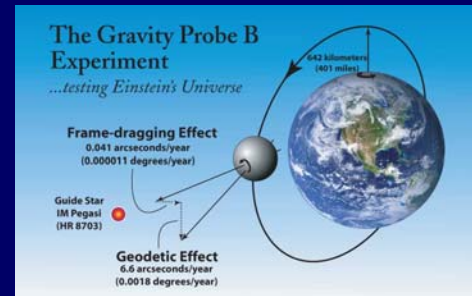 The Gravity Probe B
Experiment
...testing Einstein's Universe
642 kilometers
(401 miles)
Frame-dragging Effect
0.041 arcseconds/year
(0.000011 degrees/year)
Guide Star
IM Pegasi
(HR 8703)
Geodetic Effect
6.6 arcseconds/year
(0.0018 degrees/year)